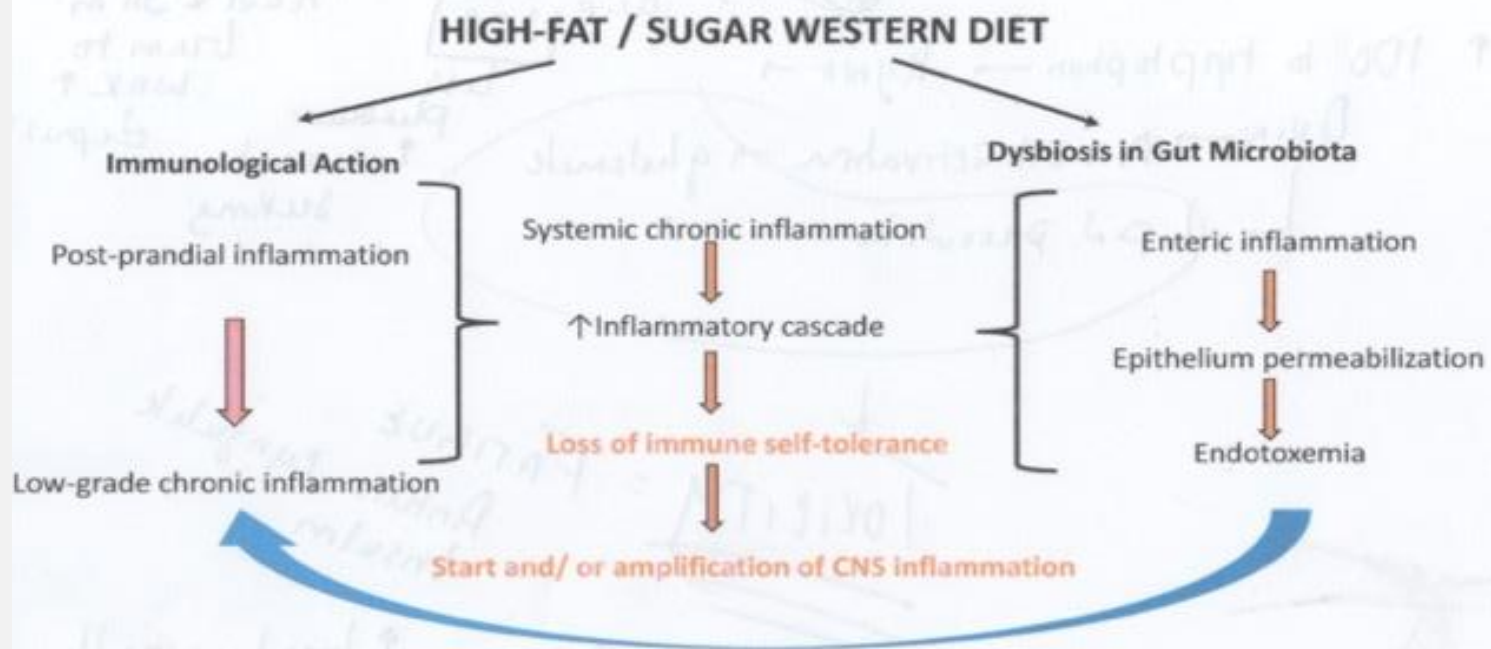 HIGH-FAT / SUGAR WESTERN DIET
Immunological Action
Post-prandial inflammation
Low-grade chronic inflammation
Systemic chronic inflammation
↑Inflammatory cascade
Loss of immune self-tolerance
Start and/ or amplification of CNS inflammation
Dysbiosis in Gut Microbiota
Enteric inflammation
Epithelium permeabilization
Endotoxemia